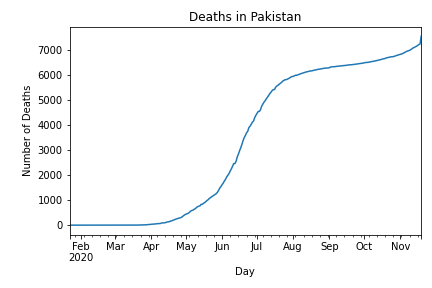 Deaths in Pakistan
Number of Deaths
7000
6000
5000
4000
3000
2000
1000
0
Feb Mar Apr May Jun Jul Aug Sep Oct Nov
2020
Day